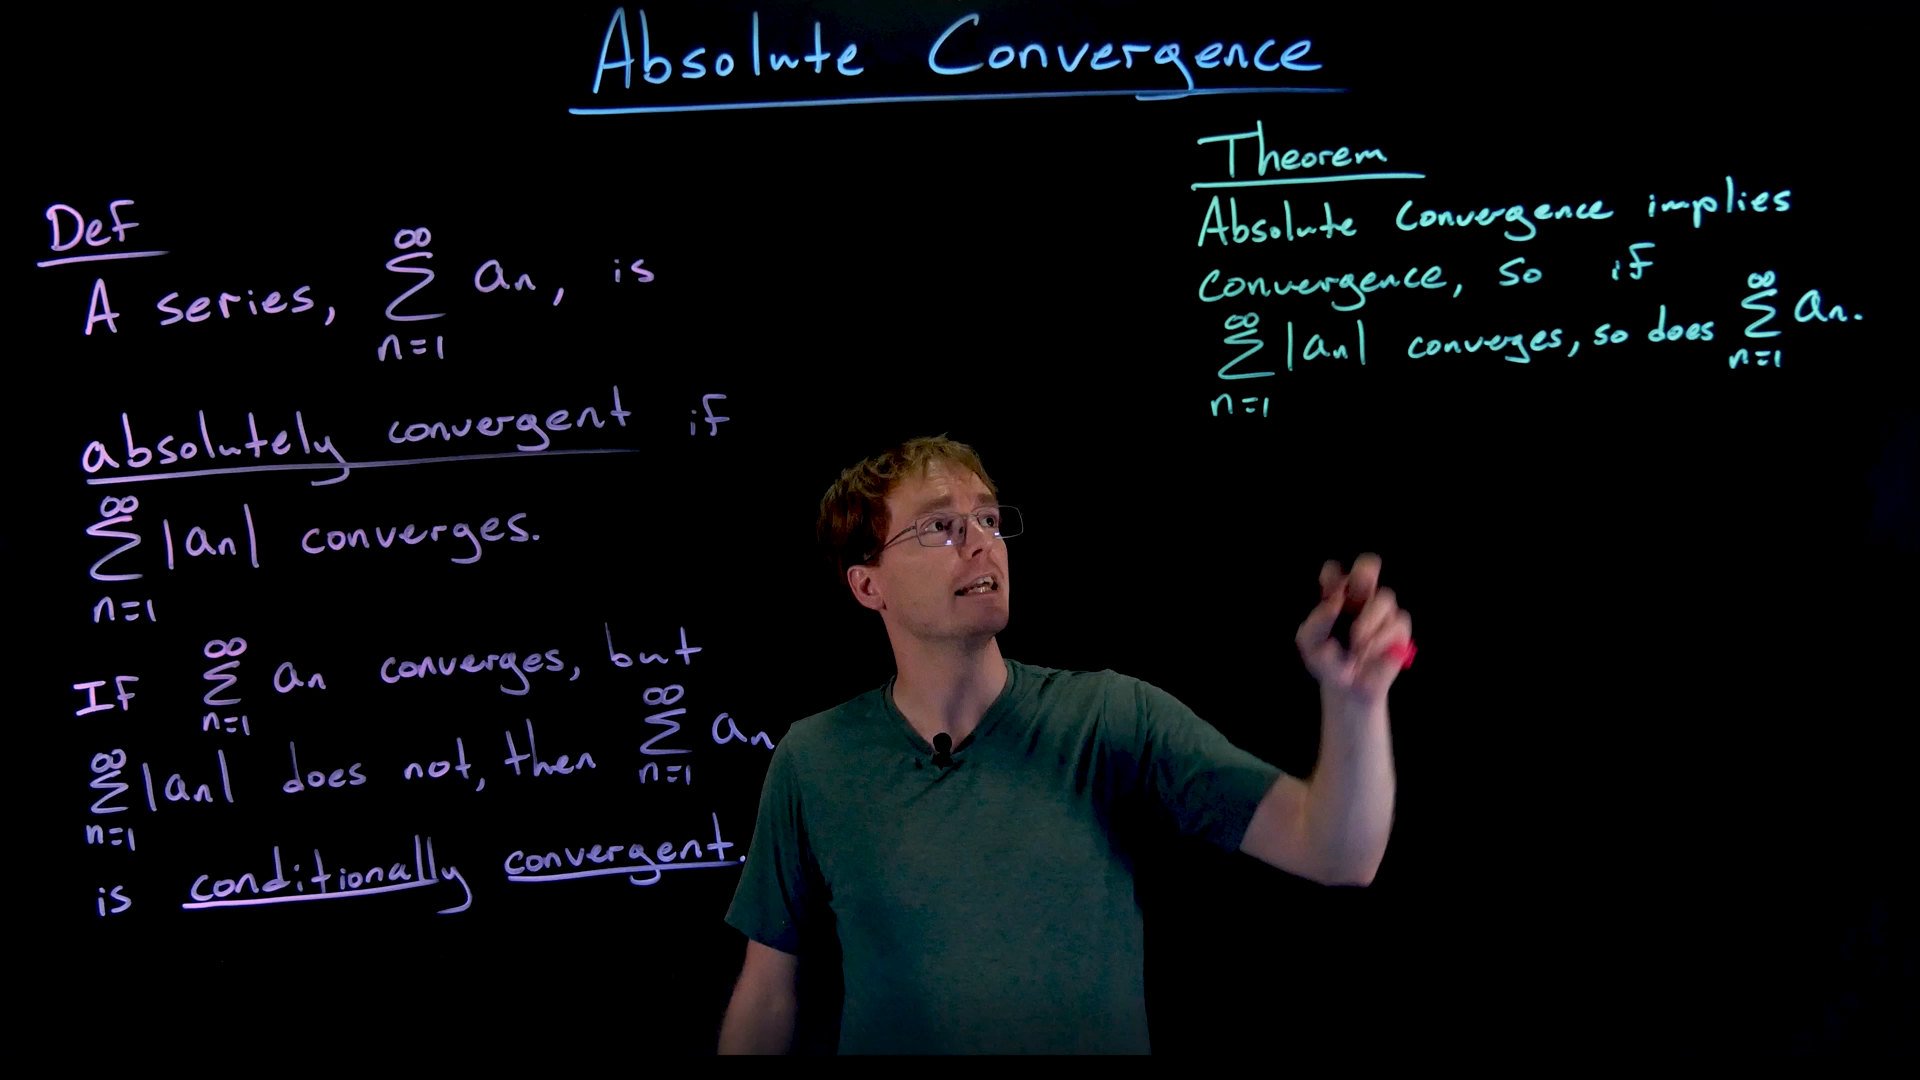 Absolute Convergence
Def
A series, ∞ Σ n=1 an, is
absolutely convergent if
∞ Σ n=1 |an| converges.
If ∞ Σ n=1 an converges, but
∞ Σ n=1 |an| does not, then ∞ Σ n=1 an
is conditionally convergent.
Theorem
Absolute Convergence implies
convergence, so if
∞ Σ n=1 |an| converges, so does ∞ Σ n=1 an.